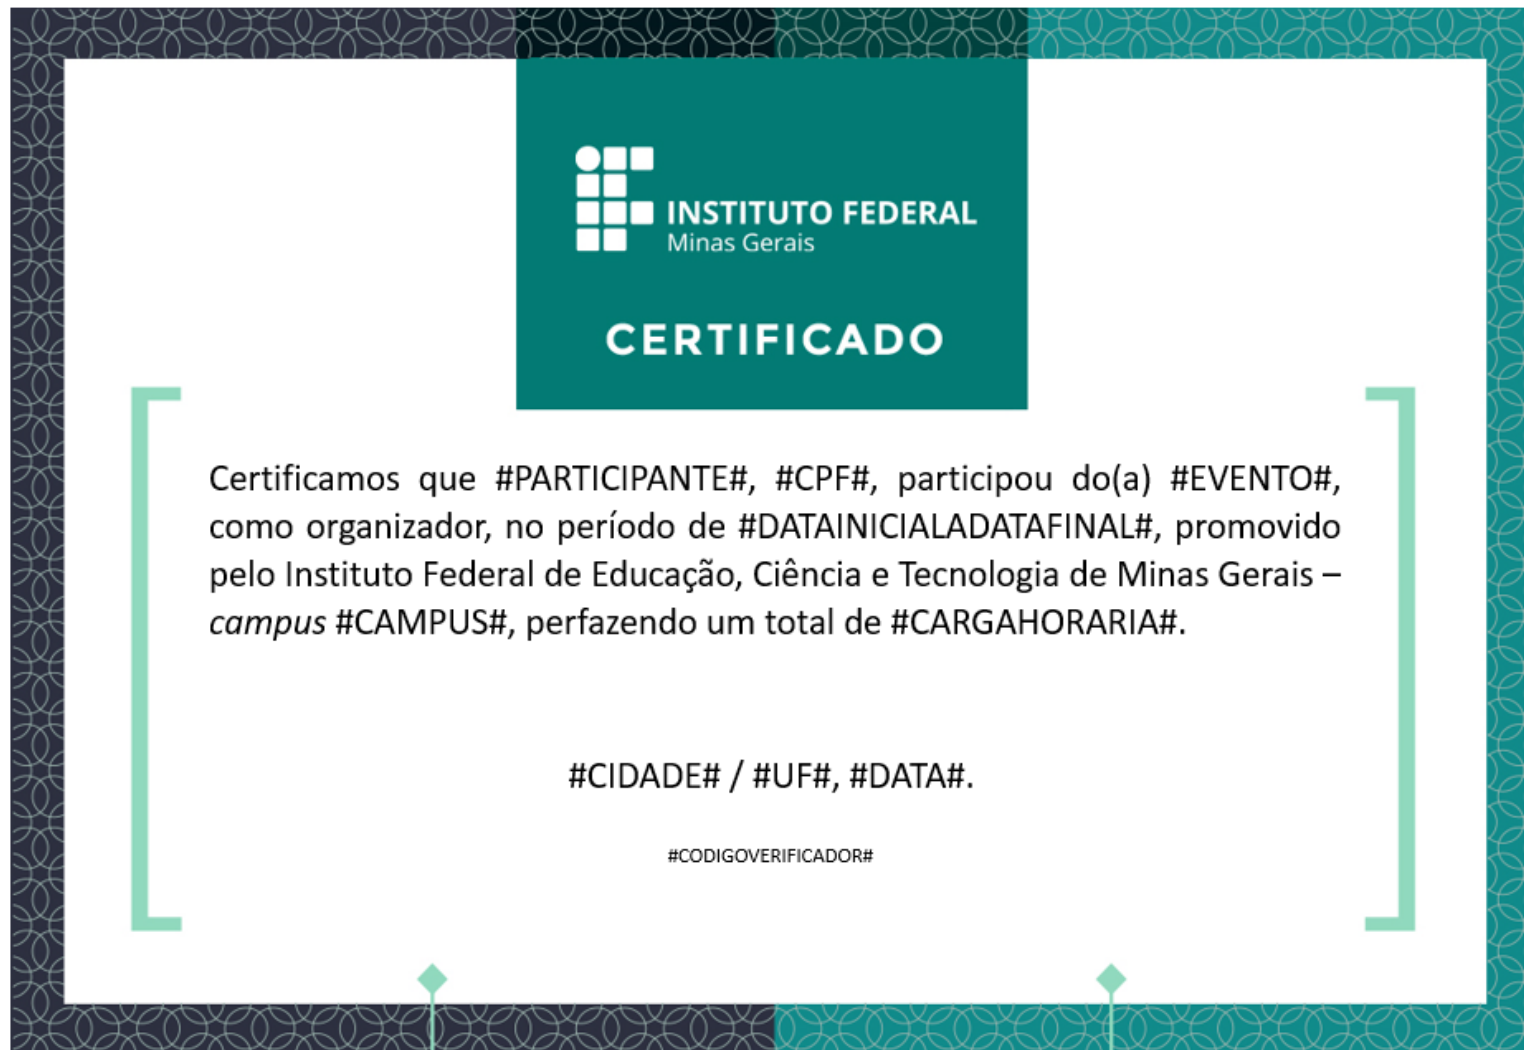 INSTITUTO FEDERAL
Minas Gerais
CERTIFICADO
Certificamos que #PARTICIPANTE#, #CPF#, participou do(a) #EVENTO#,
como organizador, no período de #DATAINICIALADATAFINAL#, promovido
pelo Instituto Federal de Educação, Ciência e Tecnologia de Minas Gerais –
campus #CAMPUS#, perfazendo um total de #CARGAHORARIA#.
#CIDADE# / #UF#, #DATA#.
#CODIGOVERIFICADOR#